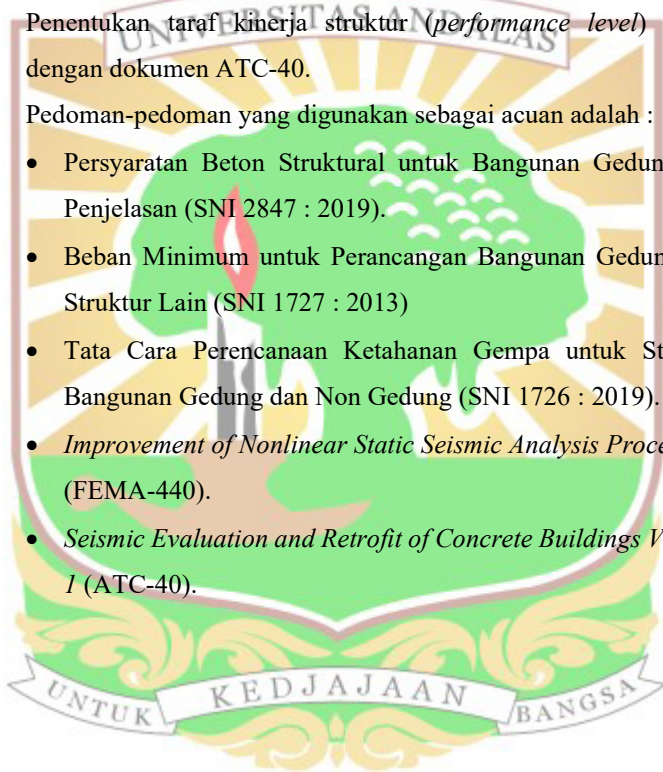 Penentukan taraf kinerja struktur (performance level)
UNIVERSITAS ANDALAS
dengan dokumen ATC-40.
Pedoman-pedoman yang digunakan sebagai acuan adalah :
• Persyaratan Beton Struktural untuk Bangunan Gedun
Penjelasan (SNI 2847 : 2019).
• Beban Minimum untuk Perancangan Bangunan Gedun
Struktur Lain (SNI 1727 : 2013)
• Tata Cara Perencanaan Ketahanan Gempa untuk St
Bangunan Gedung dan Non Gedung (SNI 1726 : 2019).
• Improvement of Nonlinear Static Seismic Analysis Proce
(FEMA-440).
• Seismic Evaluation and Retrofit of Concrete Buildings V
1 (ATC-40).
UNTUK KEDJAJAAN BANGSA